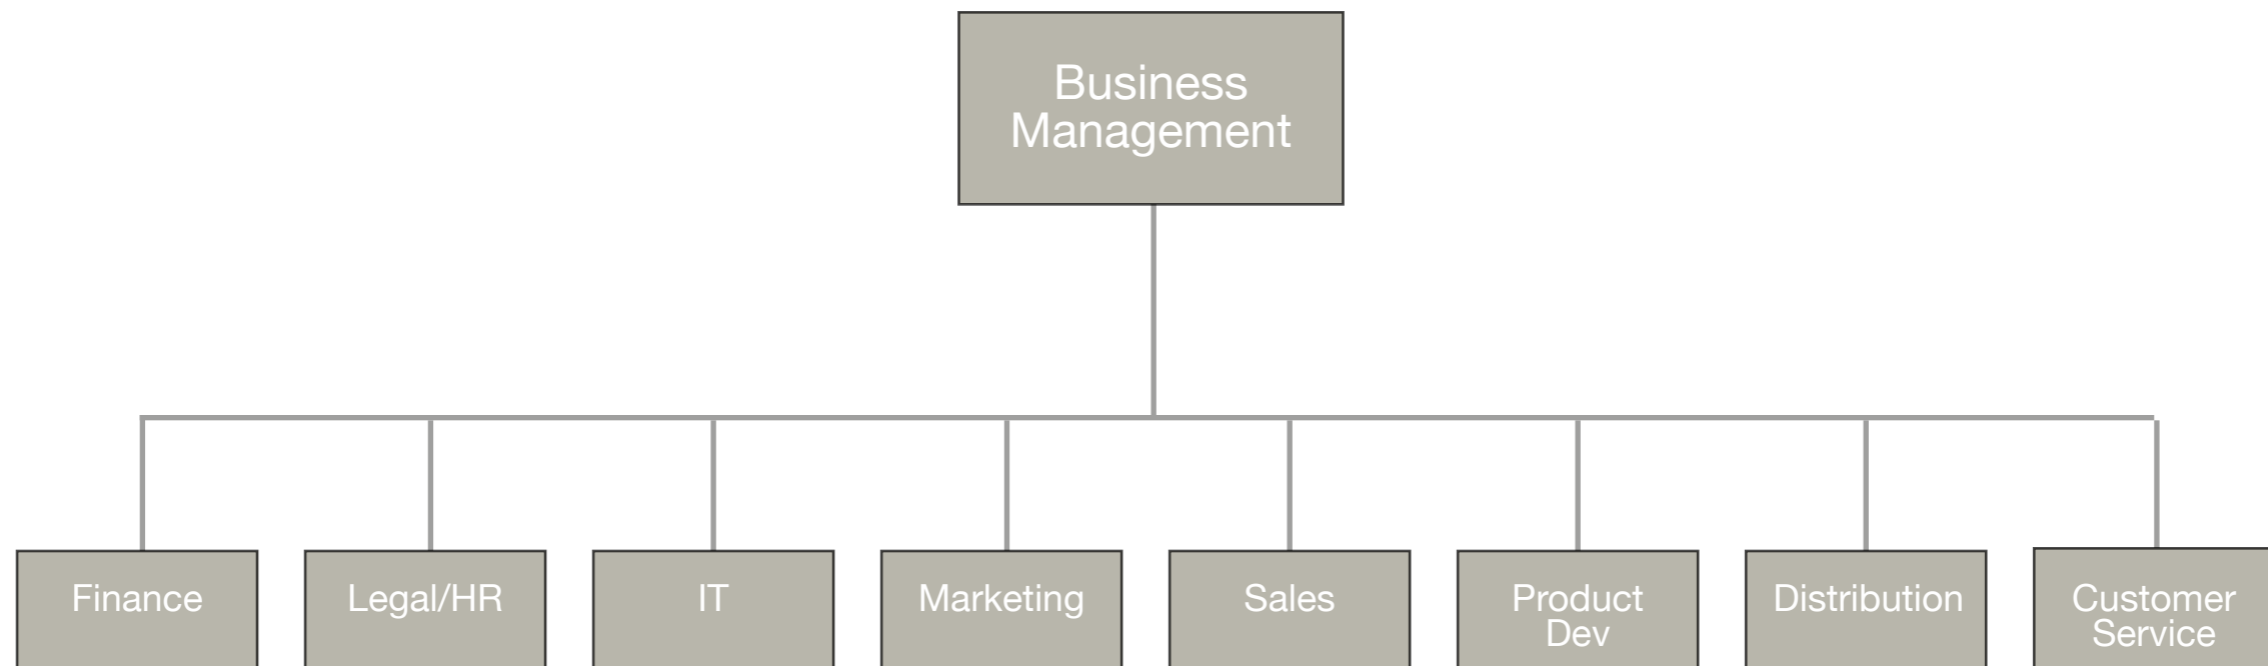 Business
Management
Finance
Legal/HR
IT
Marketing
Sales
Product
Dev
Distribution
Customer
Service